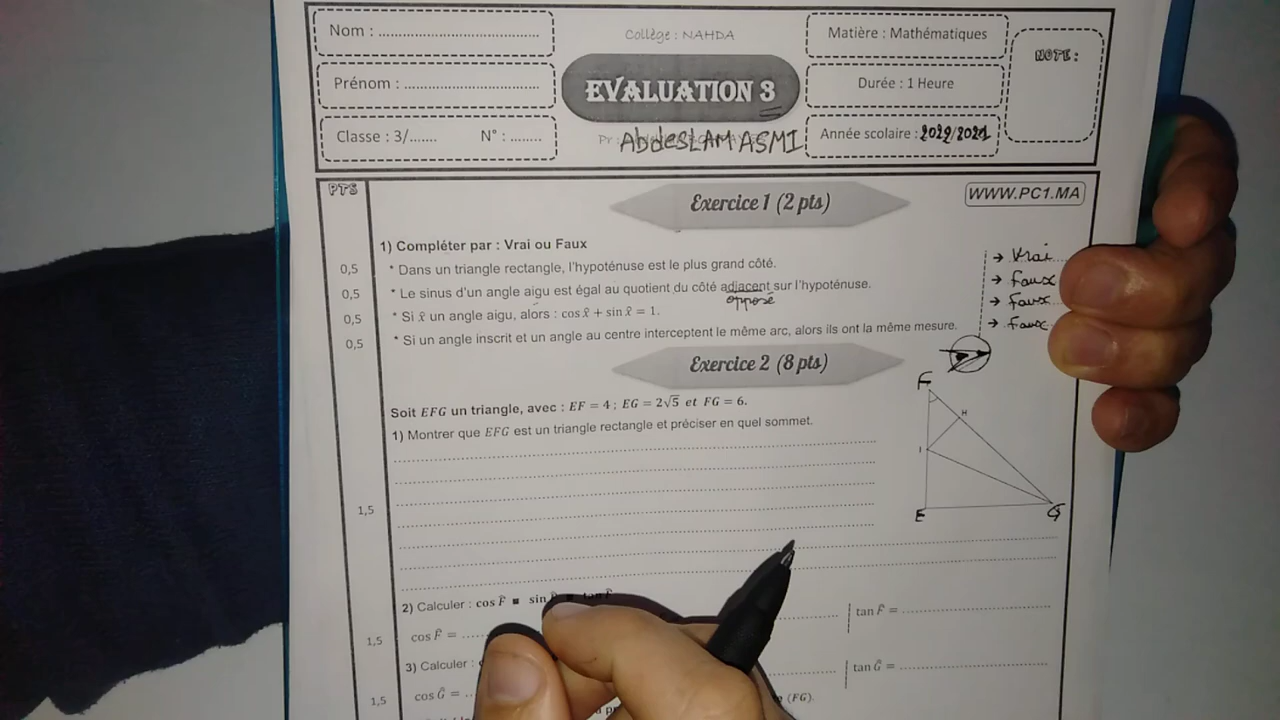 Nom : ........................................
Collège : NAHDA
Matière : Mathématiques
NOTE :
Prénom : ..................................
EVALUATION 3
Durée : 1 Heure
Classe : 3/....... N° : ........
AbdesLAM ASMI
Année scolaire :
PTS
Exercice 1 (2 pts)
WWW.PC1.MA
1) Compléter par : Vrai ou Faux
0,5 * Dans un triangle rectangle, l'hypoténuse est le plus grand côté. → Vrai
0,5 * Le sinus d'un angle aigu est égal au quotient du côté adjacent sur l'hypoténuse. → Faux
opposé
0,5 * Si x̂ un angle aigu, alors : cos x̂ + sin x̂ = 1. → Faux
0,5 * Si un angle inscrit et un angle au centre interceptent le même arc, alors ils ont la même mesure. → Faux
Exercice 2 (8 pts)
Soit EFG un triangle, avec : EF = 4 ; EG = 2√5 et FG = 6.
1) Montrer que EFG est un triangle rectangle et préciser en quel sommet.
F
H
I
E
G
1,5
2) Calculer : cos F̂ ■ sin
1,5 cos F̂ = ..... tan F̂ =
3) Calculer :
1,5 cos Ĝ = ... tan Ĝ =
(FG).